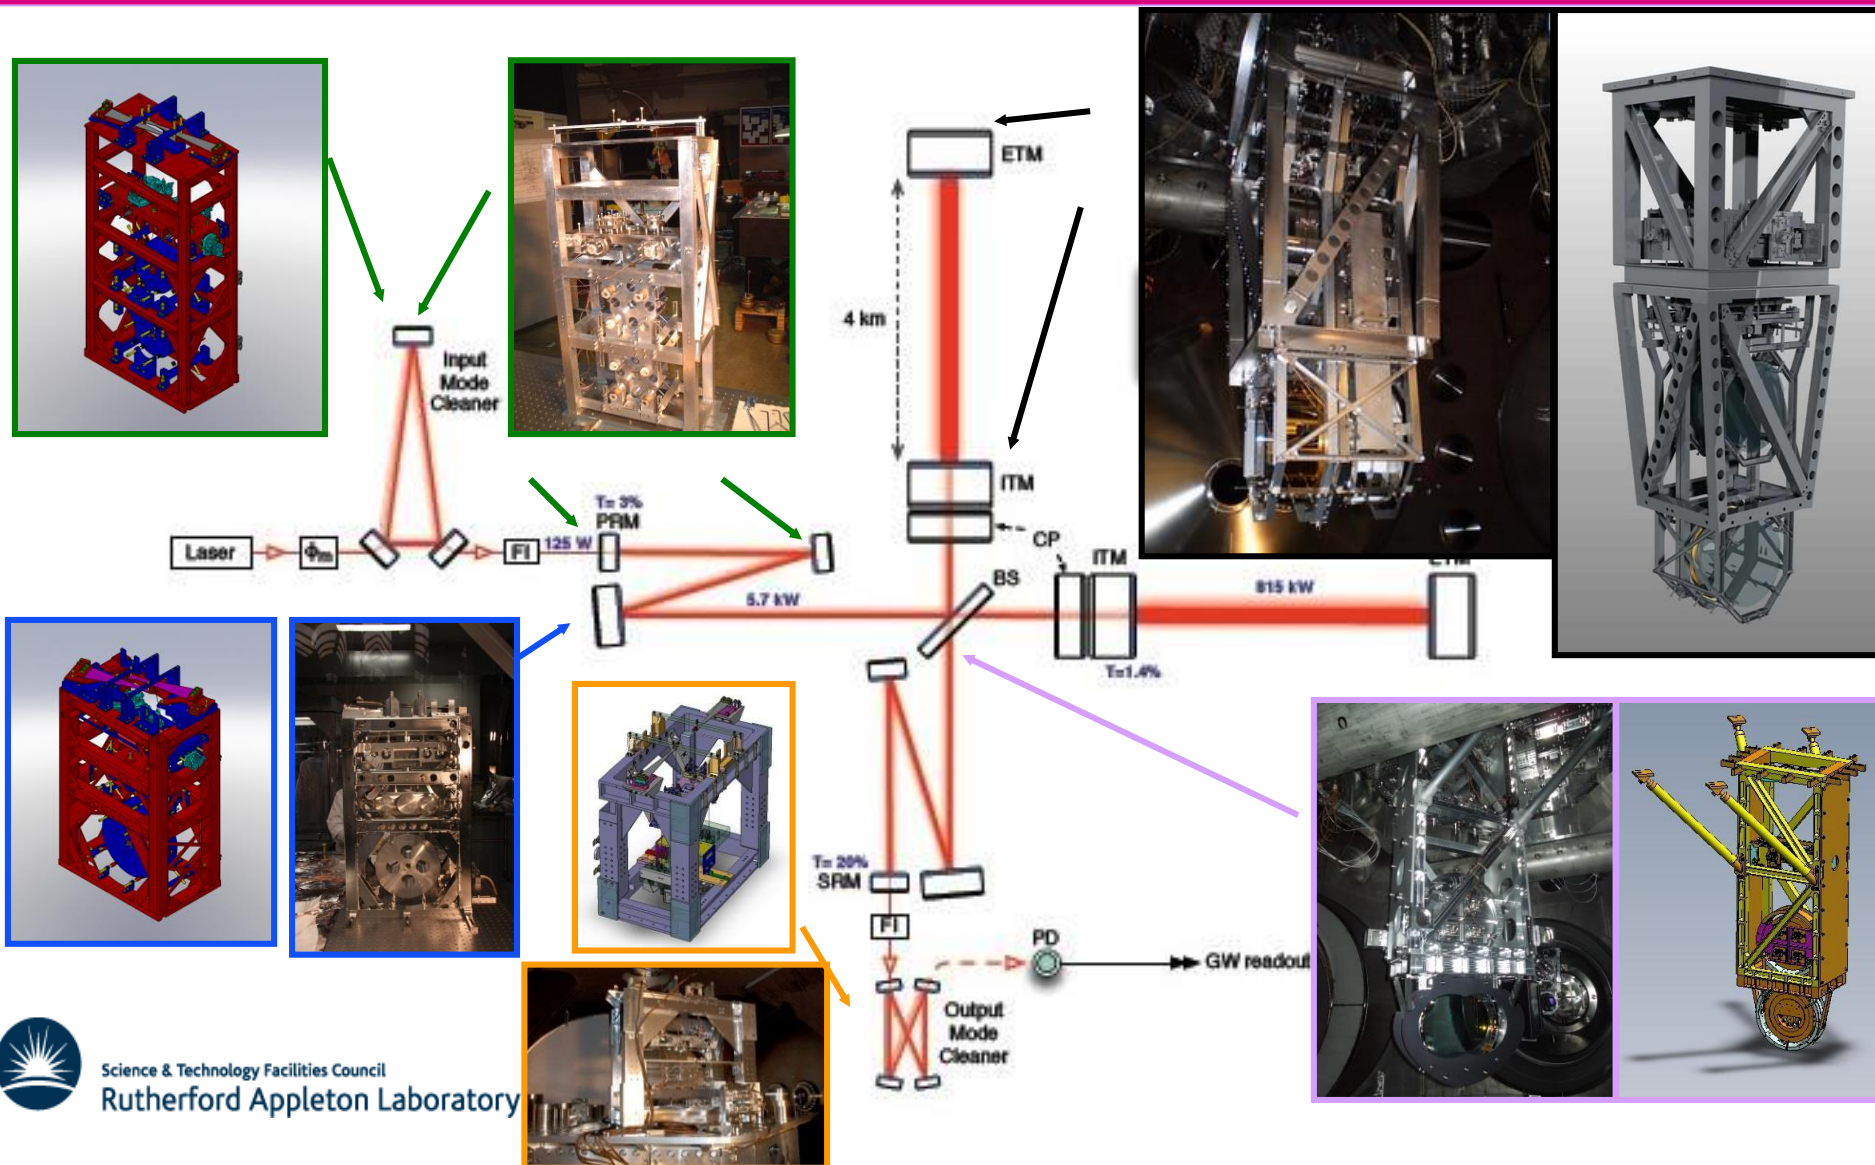 ETM
4 km
Input
Mode
Cleaner
ITM
T= 3%
PRM
Laser
Φm
FI
125 W
CP
ITM
BS
5.7 kW
815 kW
T=1.4%
T= 20%
SRM
FI
PD
GW readout
Output
Mode
Cleaner
Science & Technology Facilities Council
Rutherford Appleton Laboratory